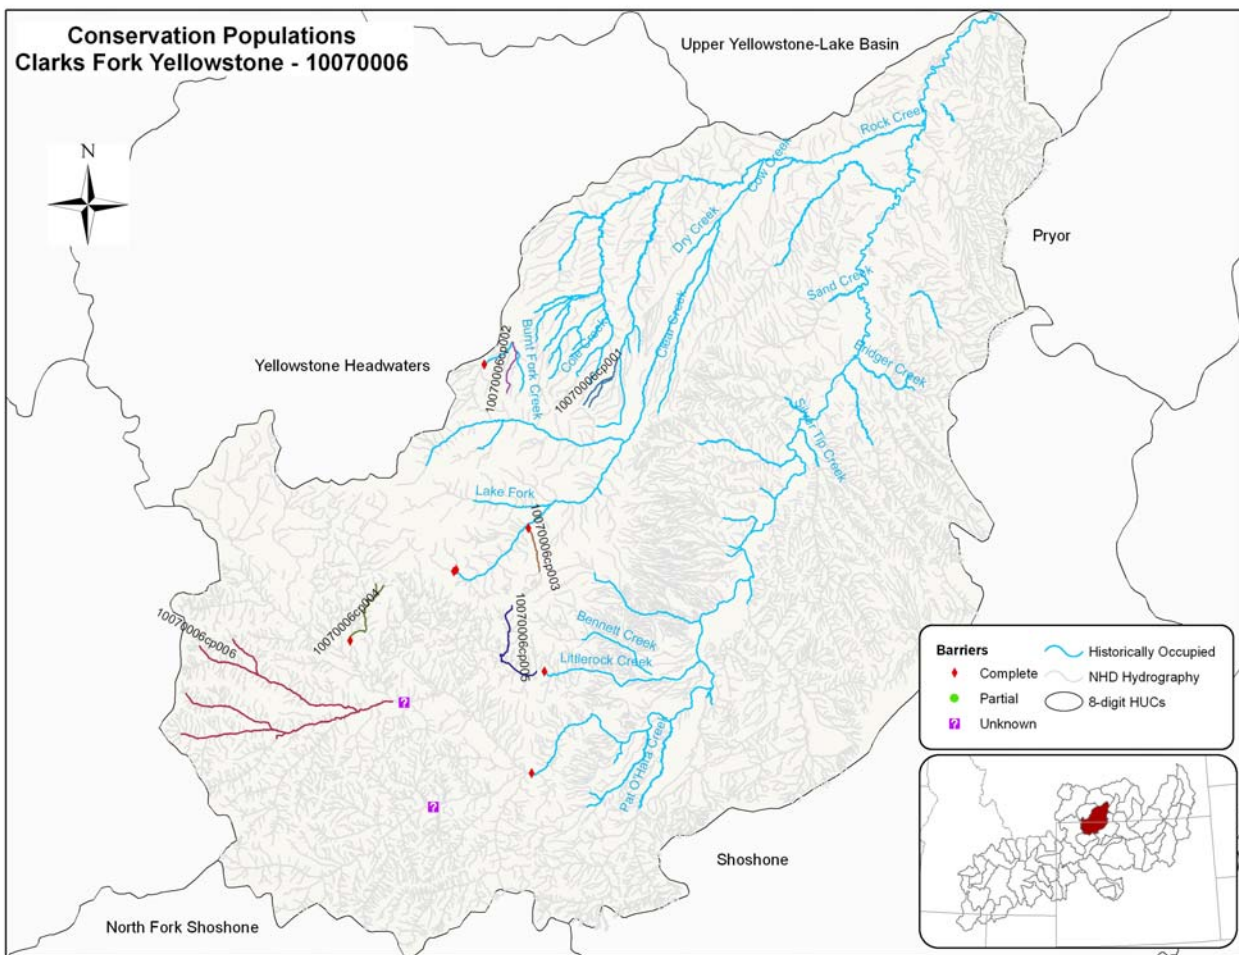 Conservation Populations
Clarks Fork Yellowstone - 10070006
Upper Yellowstone-Lake Basin
N
Rock Creek
Cow Creek
Dry Creek
Pryor
Sand Creek
Clear Creek
Cole Creek
Burnt Fork Creek
10070006cp002
10070006cp001
Yellowstone Headwaters
Bridger Creek
Silver Tip Creek
Lake Fork
10070006cp003
10070006cp004
10070006cp005
10070006cp006
Bennett Creek
Littlerock Creek
Pat O'Hara Creek
Shoshone
North Fork Shoshone
Barriers
Complete
Partial
?
Unknown
Historically Occupied
NHD Hydrography
8-digit HUCs
?
?